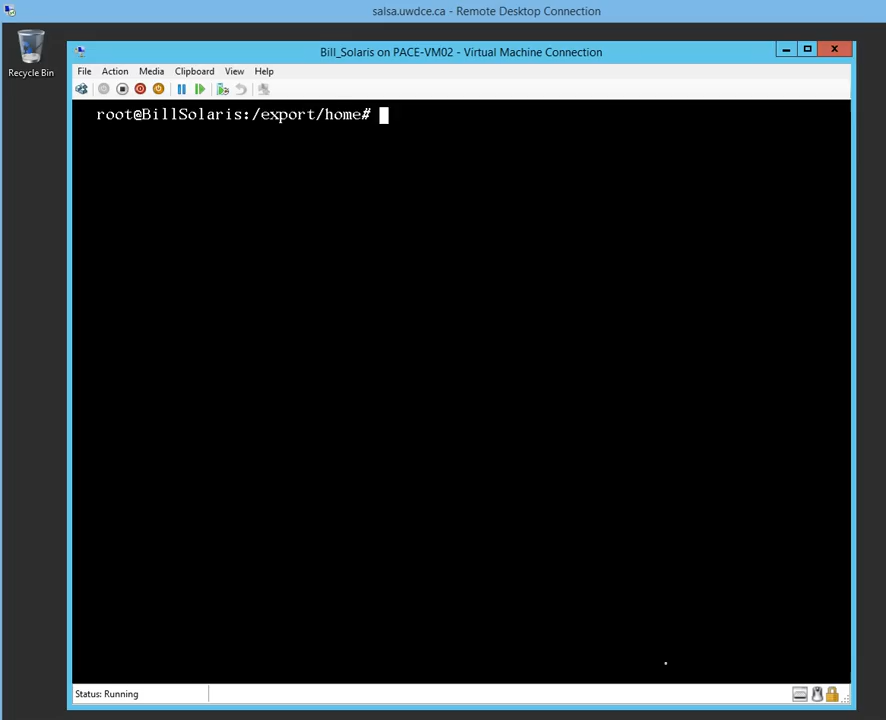 salsa.uwdce.ca - Remote Desktop Connection
Recycle Bin
Bill_Solaris on PACE-VM02 - Virtual Machine Connection
File Action Media Clipboard View Help
root@BillSolaris:/export/home#
Status: Running